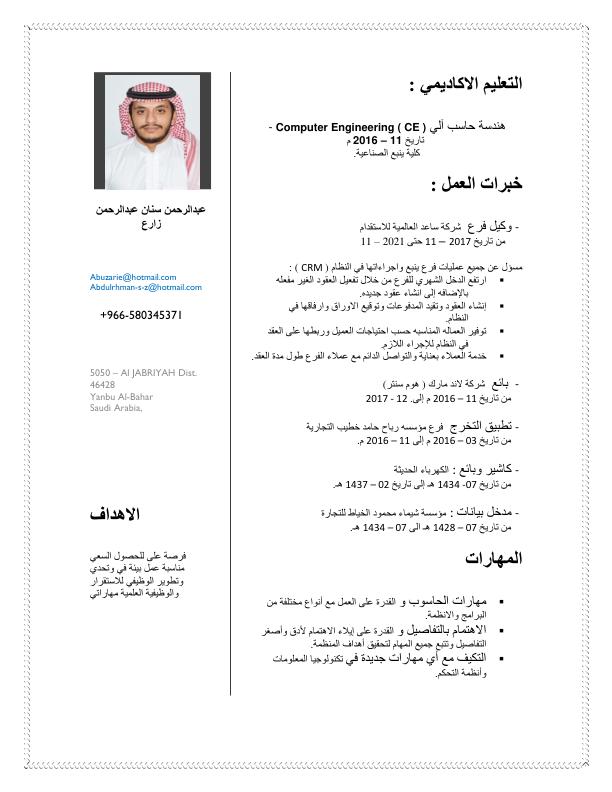 التعليم الاكاديمي :
هندسة حاسب ألي Computer Engineering ( CE ) -
تاريخ 11 – 2016 م
كلية ينبع الصناعية.
خبرات العمل :
- وكيل فرع شركة ساعد العالمية للاستقدام
من تاريخ 2017 – 11 حتى 2021 – 11
مسؤل عن جميع عمليات فرع ينبع واجراءاتها في النظام ( CRM ) :
▪ ارتفع الدخل الشهري للفرع من خلال تفعيل العقود الغير مفعله
بالإضافه إلى انشاء عقود جديده.
▪ إنشاء العقود وتقيد المدفوعات وتوقيع الاوراق وارفاقها في
النظام.
▪ توفير العماله المناسبه حسب احتياجات العميل وربطها على العقد
في النظام للإجراء اللازم.
▪ خدمة العملاء بعناية والتواصل الدائم مع عملاء الفرع طول مدة العقد.
- بائع شركة لاند مارك ( هوم سنتر)
من تاريخ 11 – 2016 م إلى. 12 - 2017
- تطبيق التخرج فرع مؤسسه رباح حامد خطيب التجارية
من تاريخ 03 – 2016 م إلى 11 – 2016 م.
- كاشير وبائع : الكهرباء الحديثة
من تاريخ 07- 1434 هـ إلى تاريخ 02 – 1437 هـ.
- مدخل بيانات : مؤسسة شيماء محمود الخياط للتجارة
من تاريخ 07 – 1428 هـ الى 07 – 1434 هـ.
المهارات
▪ مهارات الحاسوب و القدرة على العمل مع أنواع مختلفة من
البرامج والانظمة.
▪ الاهتمام بالتفاصيل و القدرة على إيلاء الاهتمام لأدق وأصغر
التفاصيل وتتبع جميع المهام لتحقيق أهداف المنظمة.
▪ التكيف مع أي مهارات جديدة في تكنولوجيا المعلومات
وأنظمة التحكم.
عبدالرحمن سنان عبدالرحمن
زارع
Abuzarie@hotmail.com
Abdulrhman-s-z@hotmail.com
+966-580345371
5050 – Al JABRIYAH Dist.
46428
Yanbu Al-Bahar
Saudi Arabia,
الاهداف
فرصة على للحصول السعي
مناسبة عمل بيئة في وتحدي
وتطوير الوظيفي للاستقرار
والوظيفية العلمية مهاراتي